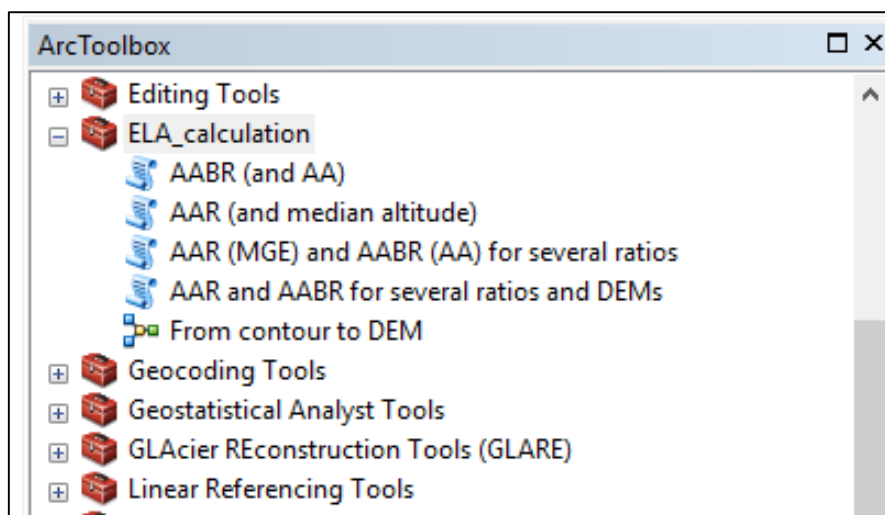 ArcToolbox
Editing Tools
ELA_calculation
AABR (and AA)
AAR (and median altitude)
AAR (MGE) and AABR (AA) for several ratios
AAR and AABR for several ratios and DEMs
From contour to DEM
Geocoding Tools
Geostatistical Analyst Tools
GLAcier REconstruction Tools (GLARE)
Linear Referencing Tools